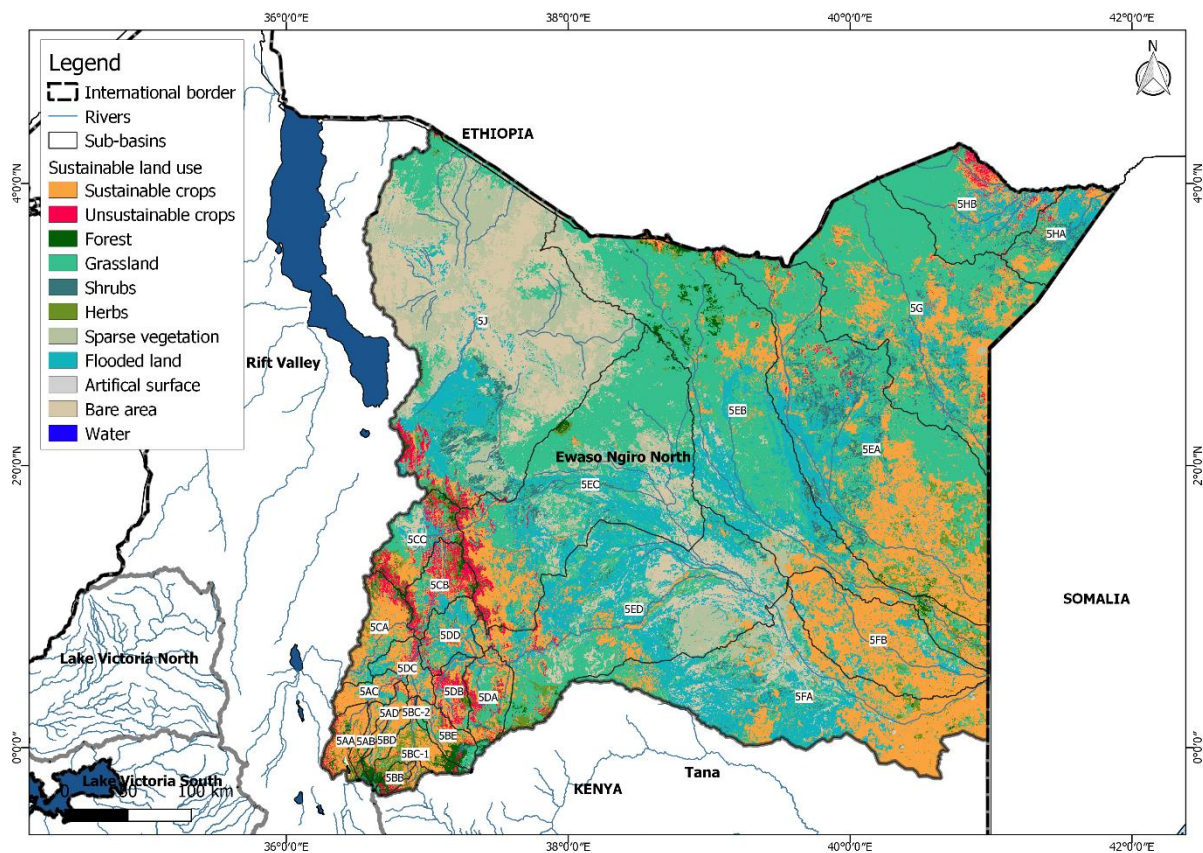 36°0'0"E
38°0'0"E
40°0'0"E
42°0'0"E
Legend
International border
Rivers
Sub-basins
Sustainable land use
Sustainable crops
Unsustainable crops
Forest
Grassland
Shrubs
Herbs
Sparse vegetation
Flooded land
Artifical surface
Bare area
Water
N
ETHIOPIA
4°0'0"N
4°0'0"N
5HB
5HA
5G
5J
Rift Valley
5EB
5EA
2°0'0"N
Ewaso Ngiro North
2°0'0"N
5EC
5CC
5CB
SOMALIA
5ED
5CA
5DD
5FB
Lake Victoria North
5DC
5AC
5DB
5DA
5FA
5AD
5BC-2
5AA
5AB
5BD
5BE
0°0'0"N
0°0'0"N
5BC-1
5BB
Lake Victoria South
Tana
KENYA
0
50
100 km
36°0'0"E
38°0'0"E
40°0'0"E
42°0'0"E